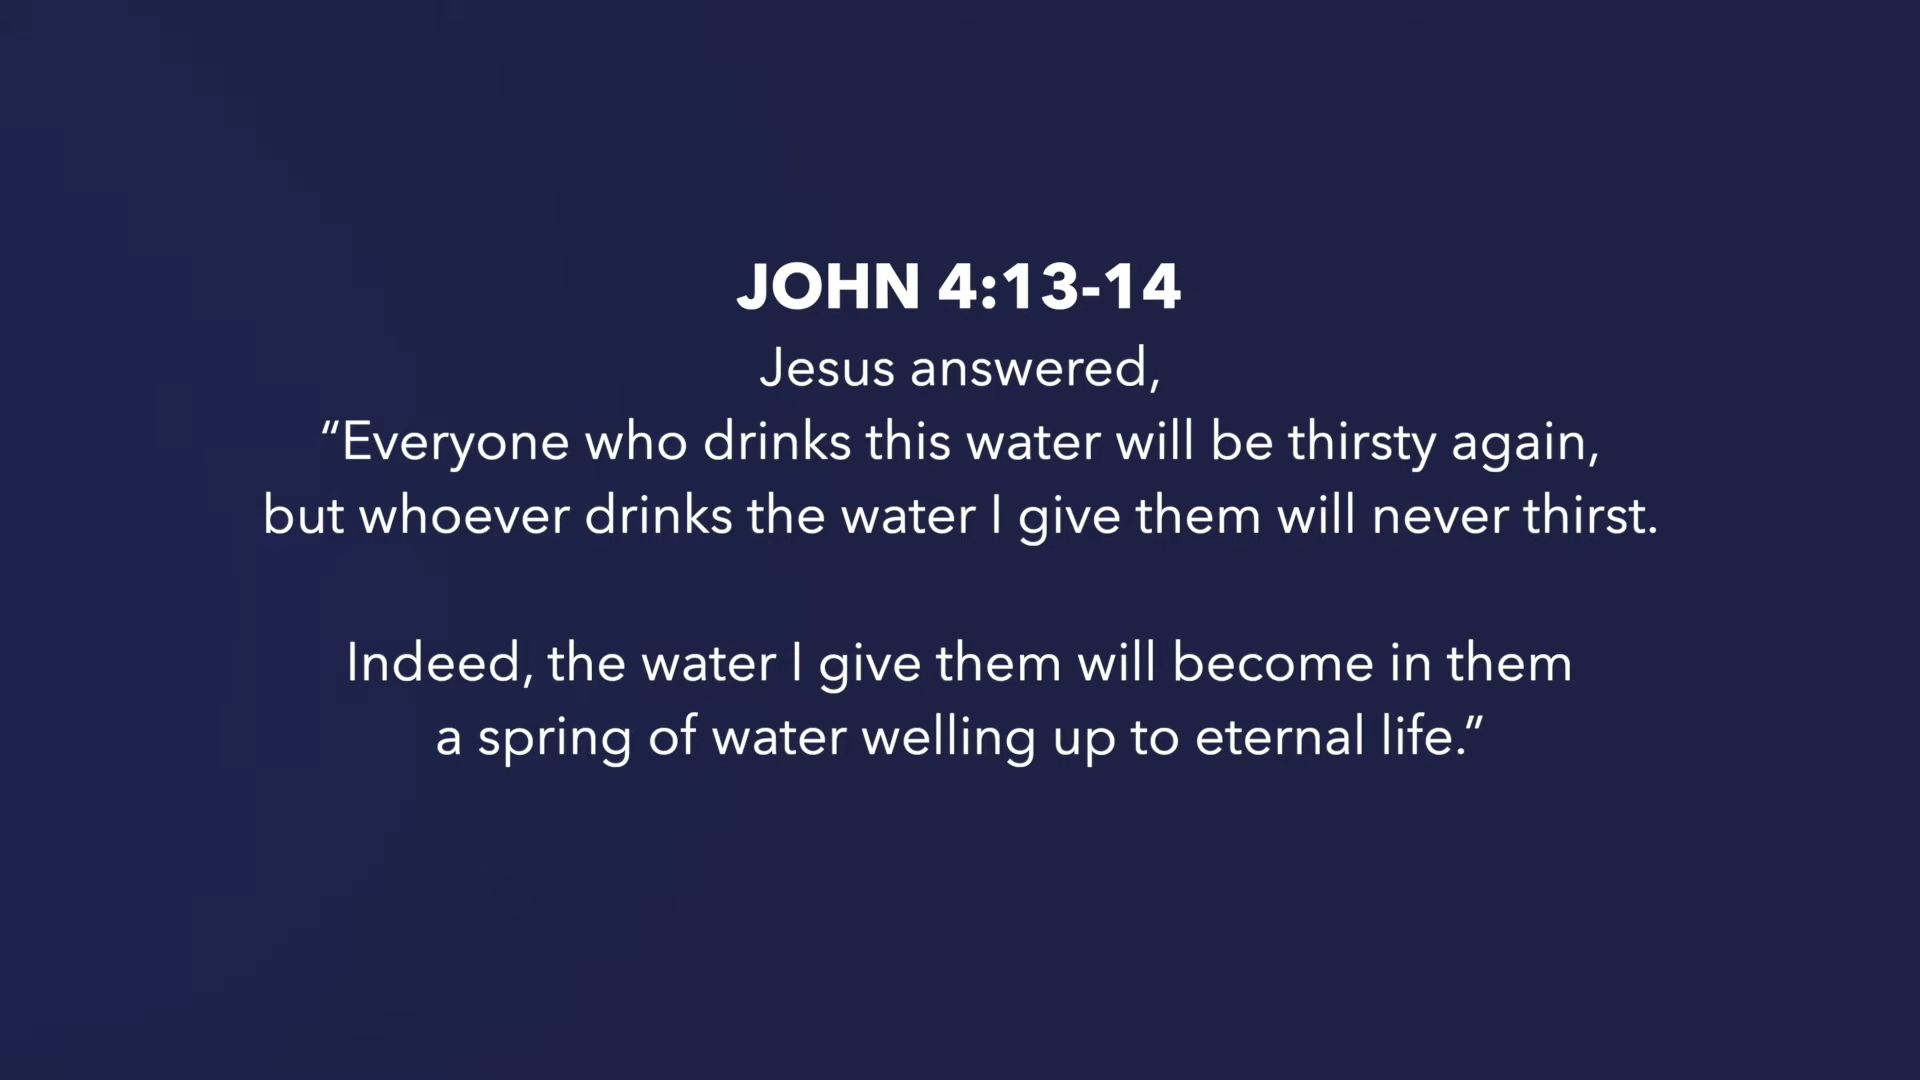 JOHN 4:13-14
Jesus answered,
“Everyone who drinks this water will be thirsty again,
but whoever drinks the water I give them will never thirst.
Indeed, the water I give them will become in them
a spring of water welling up to eternal life.”